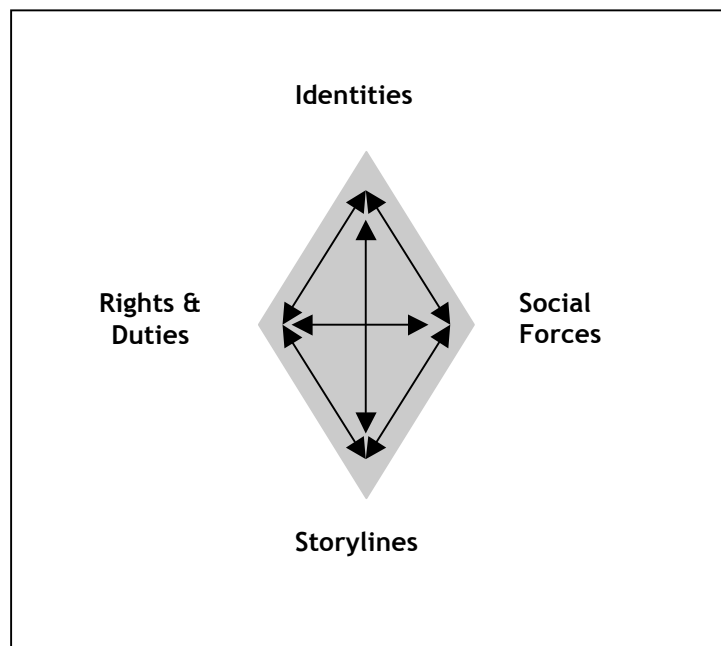 Identities
Rights &
Duties
Social
Forces
Storylines